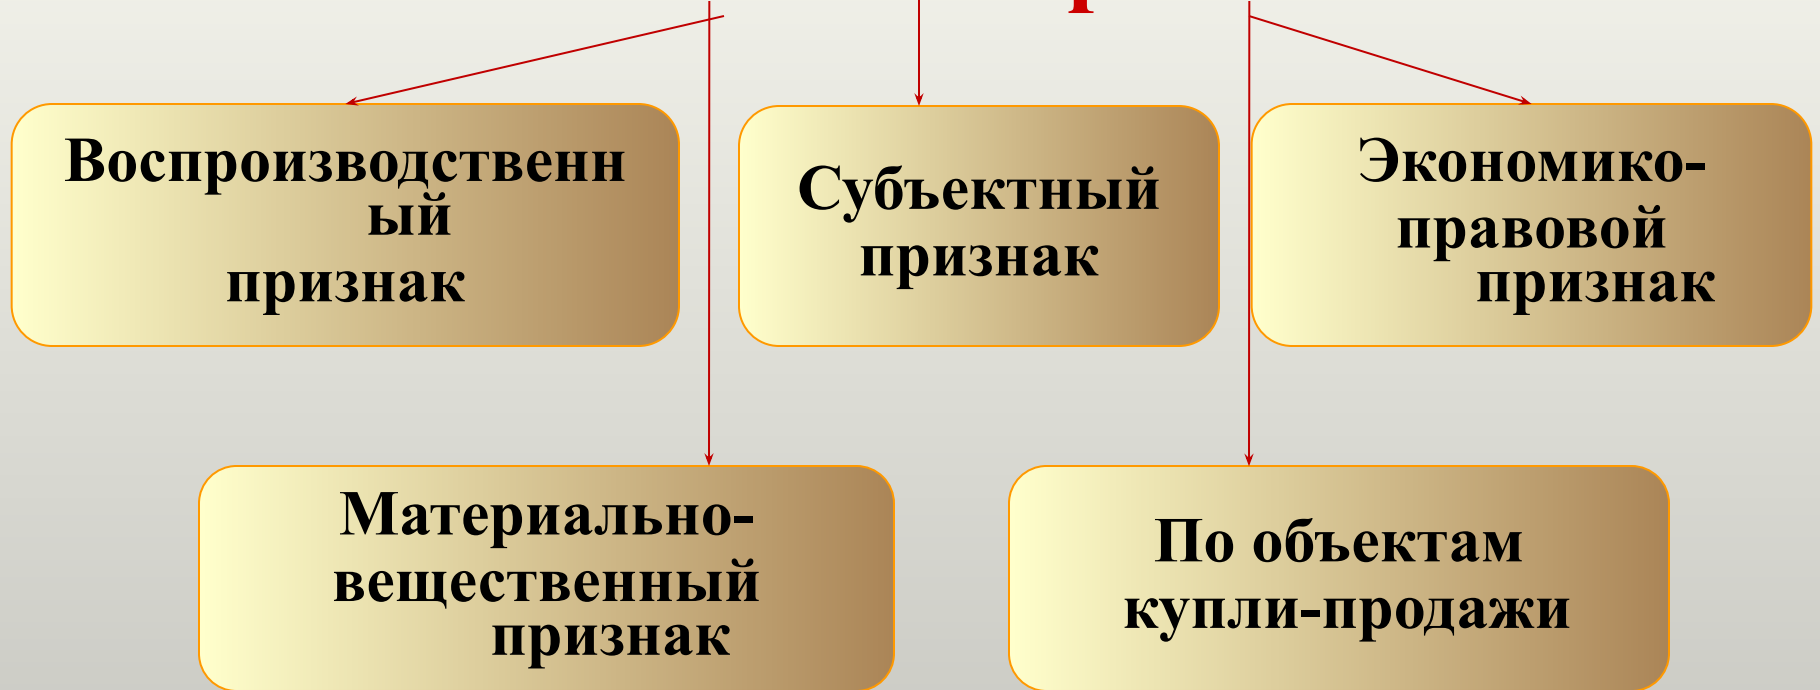 Воспроизводственн
ый
признак
Субъектный
признак
Экономико-
правовой
признак
Материально-
вещественный
признак
По объектам
купли-продажи